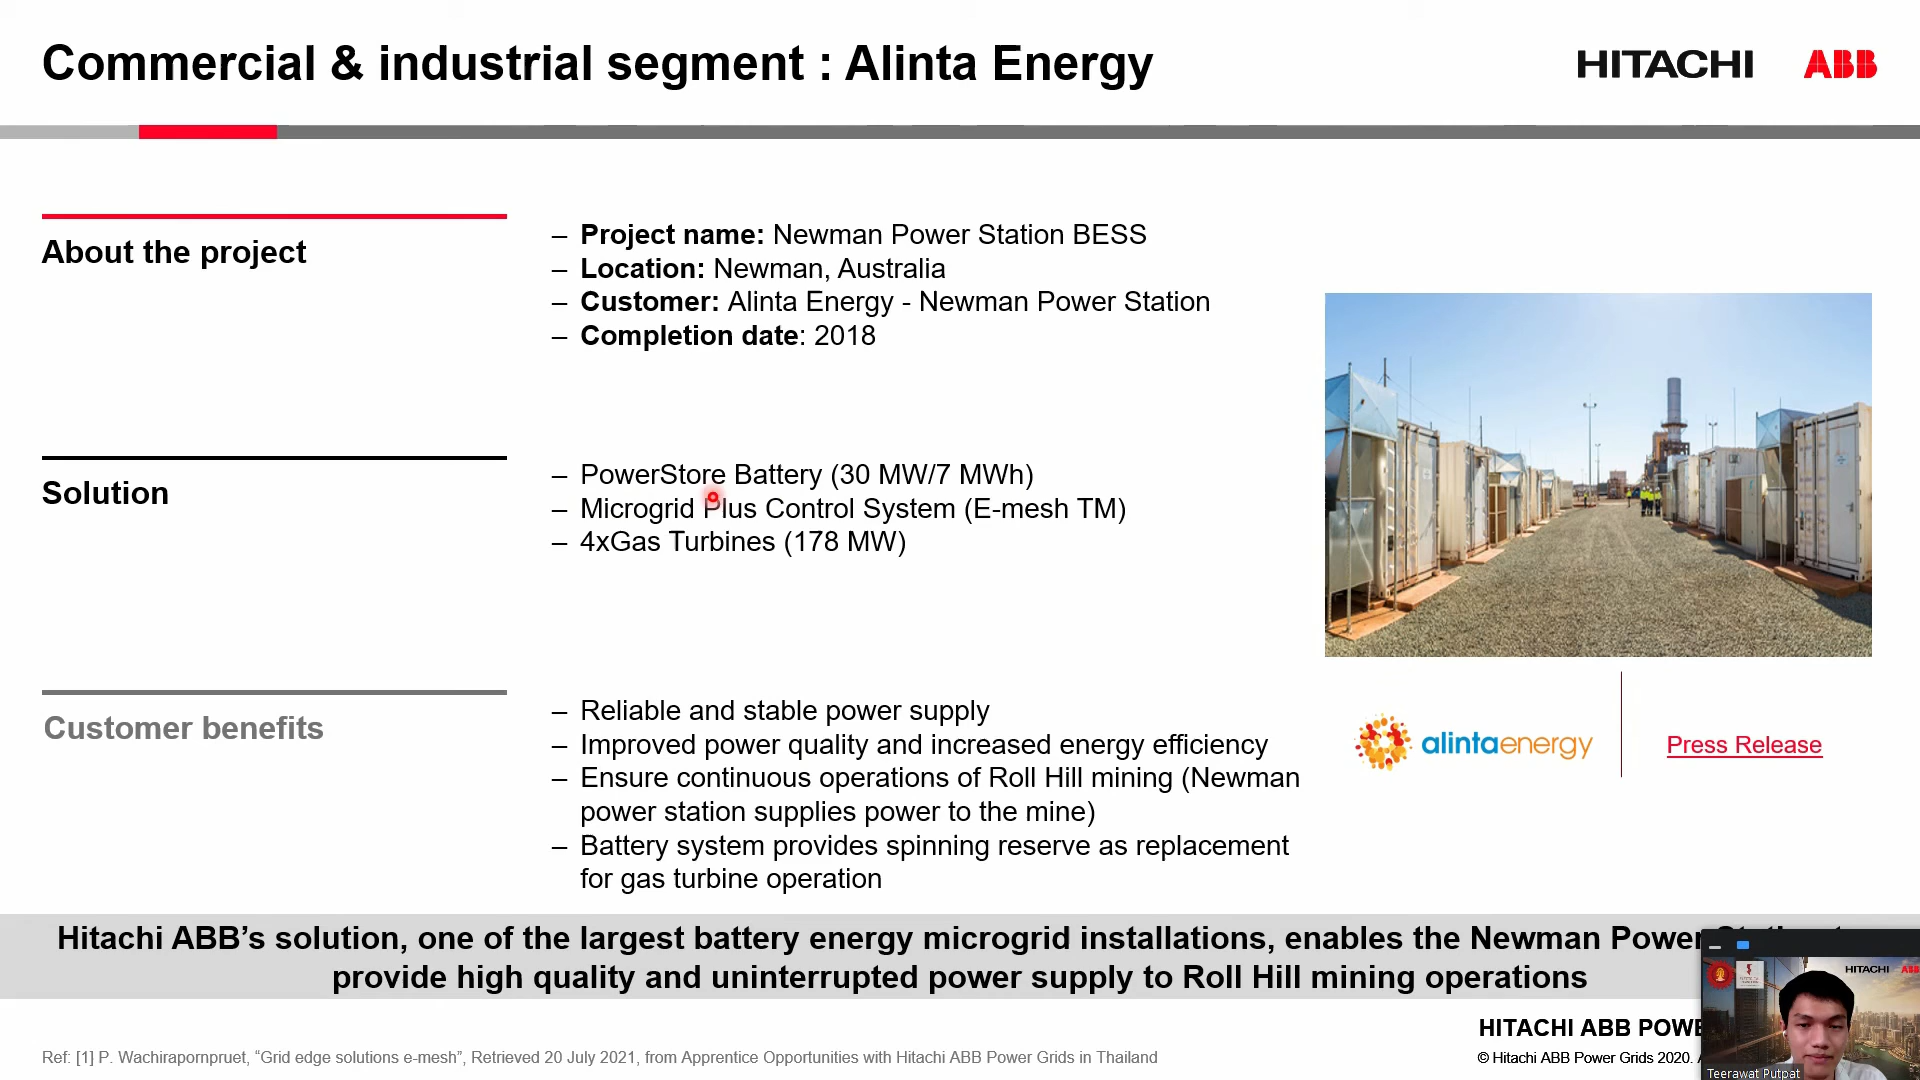 Commercial & industrial segment : Alinta Energy
HITACHI ABB
About the project
– Project name: Newman Power Station BESS
– Location: Newman, Australia
– Customer: Alinta Energy - Newman Power Station
– Completion date: 2018
Solution
– PowerStore Battery (30 MW/7 MWh)
– Microgrid Plus Control System (E-mesh TM)
– 4xGas Turbines (178 MW)
Customer benefits
– Reliable and stable power supply
– Improved power quality and increased energy efficiency
– Ensure continuous operations of Roll Hill mining (Newman
power station supplies power to the mine)
– Battery system provides spinning reserve as replacement
for gas turbine operation
alintaenergy
Press Release
Hitachi ABB’s solution, one of the largest battery energy microgrid installations, enables the Newman Power
provide high quality and uninterrupted power supply to Roll Hill mining operations
HITACHI ABB
HITACHI ABB POWE
Ref: [1] P. Wachirapornpruet, “Grid edge solutions e-mesh”, Retrieved 20 July 2021, from Apprentice Opportunities with Hitachi ABB Power Grids in Thailand
© Hitachi ABB Power Grids 2020.
Teerawat Putpat